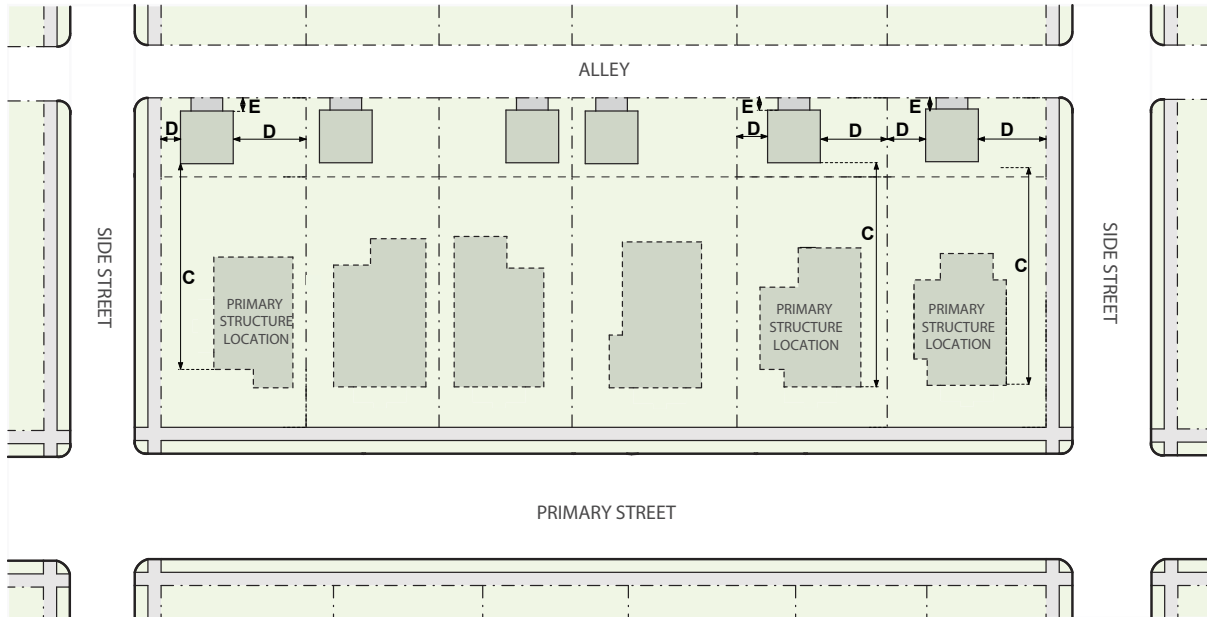 ALLEY
E
E
E
D
D
D
D
D
D
C
C
C
SIDE STREET
SIDE STREET
PRIMARY
STRUCTURE
LOCATION
PRIMARY
STRUCTURE
LOCATION
PRIMARY
STRUCTURE
LOCATION
PRIMARY STREET